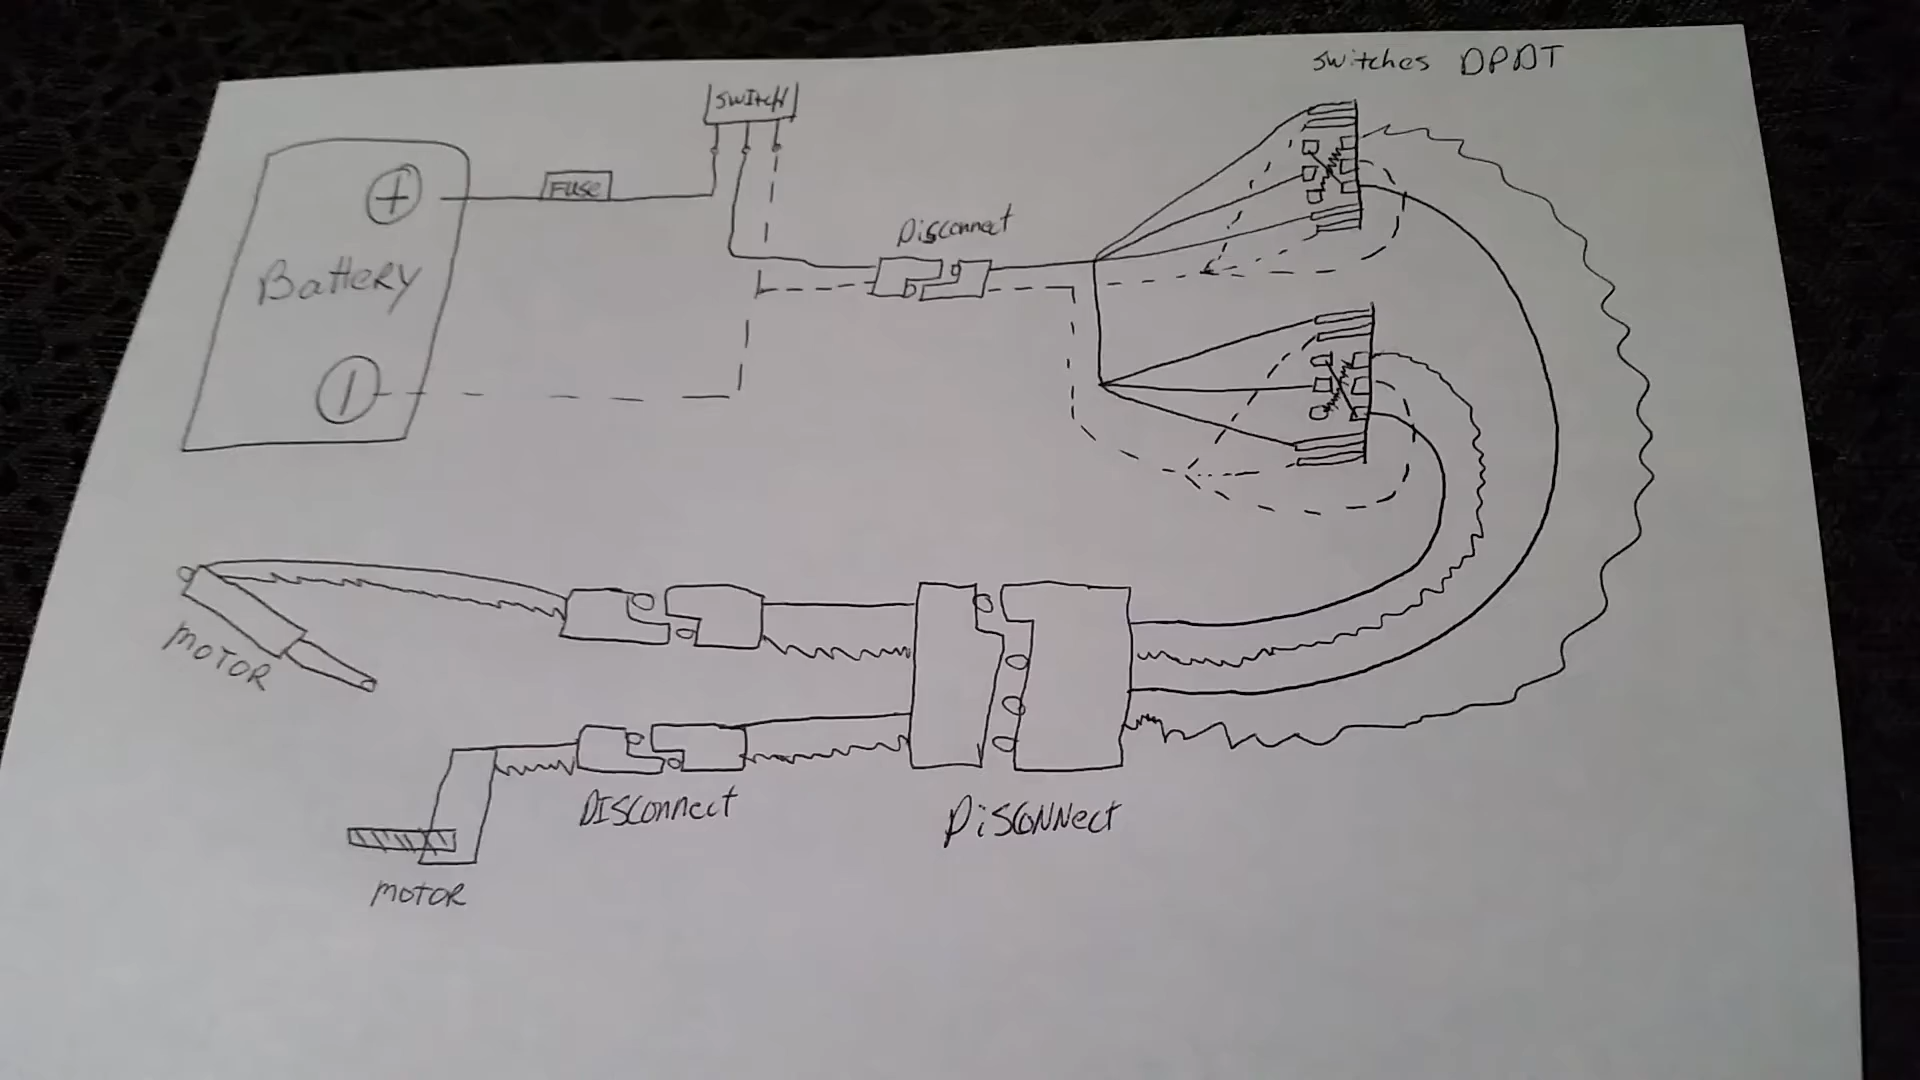 switches DPDT
SWITCH
+
FUSE
Disconnect
BatteRy
MOTOR
DISConnect
DiSCONNect
MOTOR